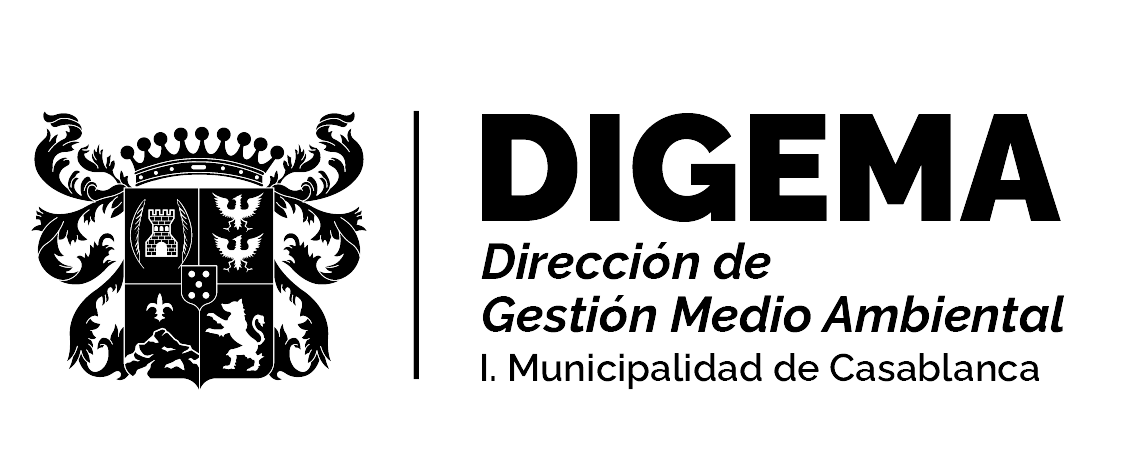 DIGEMA
Dirección de
Gestión Medio Ambiental
I. Municipalidad de Casablanca